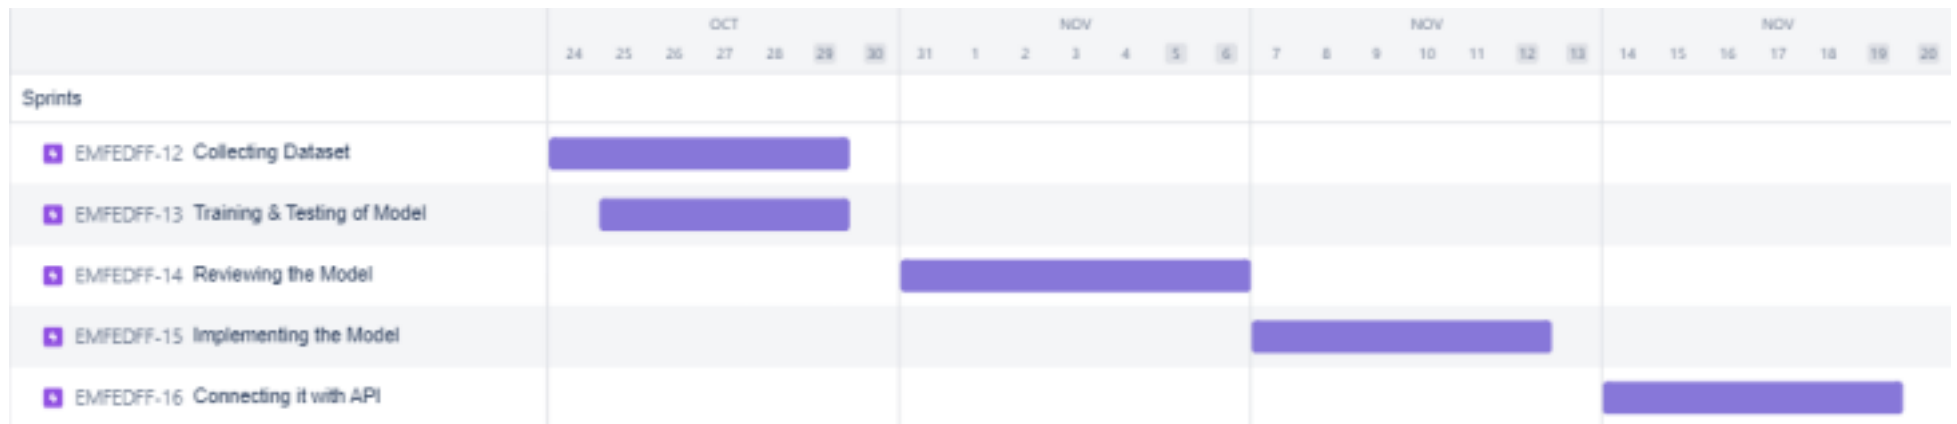 OCT NOV NOV NOV
24 25 26 27 28 29 30 31 1 2 3 4 5 6 7 8 9 10 11 12 13 14 15 16 17 18 19 20
Sprints
EMFEDFF-12 Collecting Dataset
EMFEDFF-13 Training & Testing of Model
EMFEDFF-14 Reviewing the Model
EMFEDFF-15 Implementing the Model
EMFEDFF-16 Connecting it with API